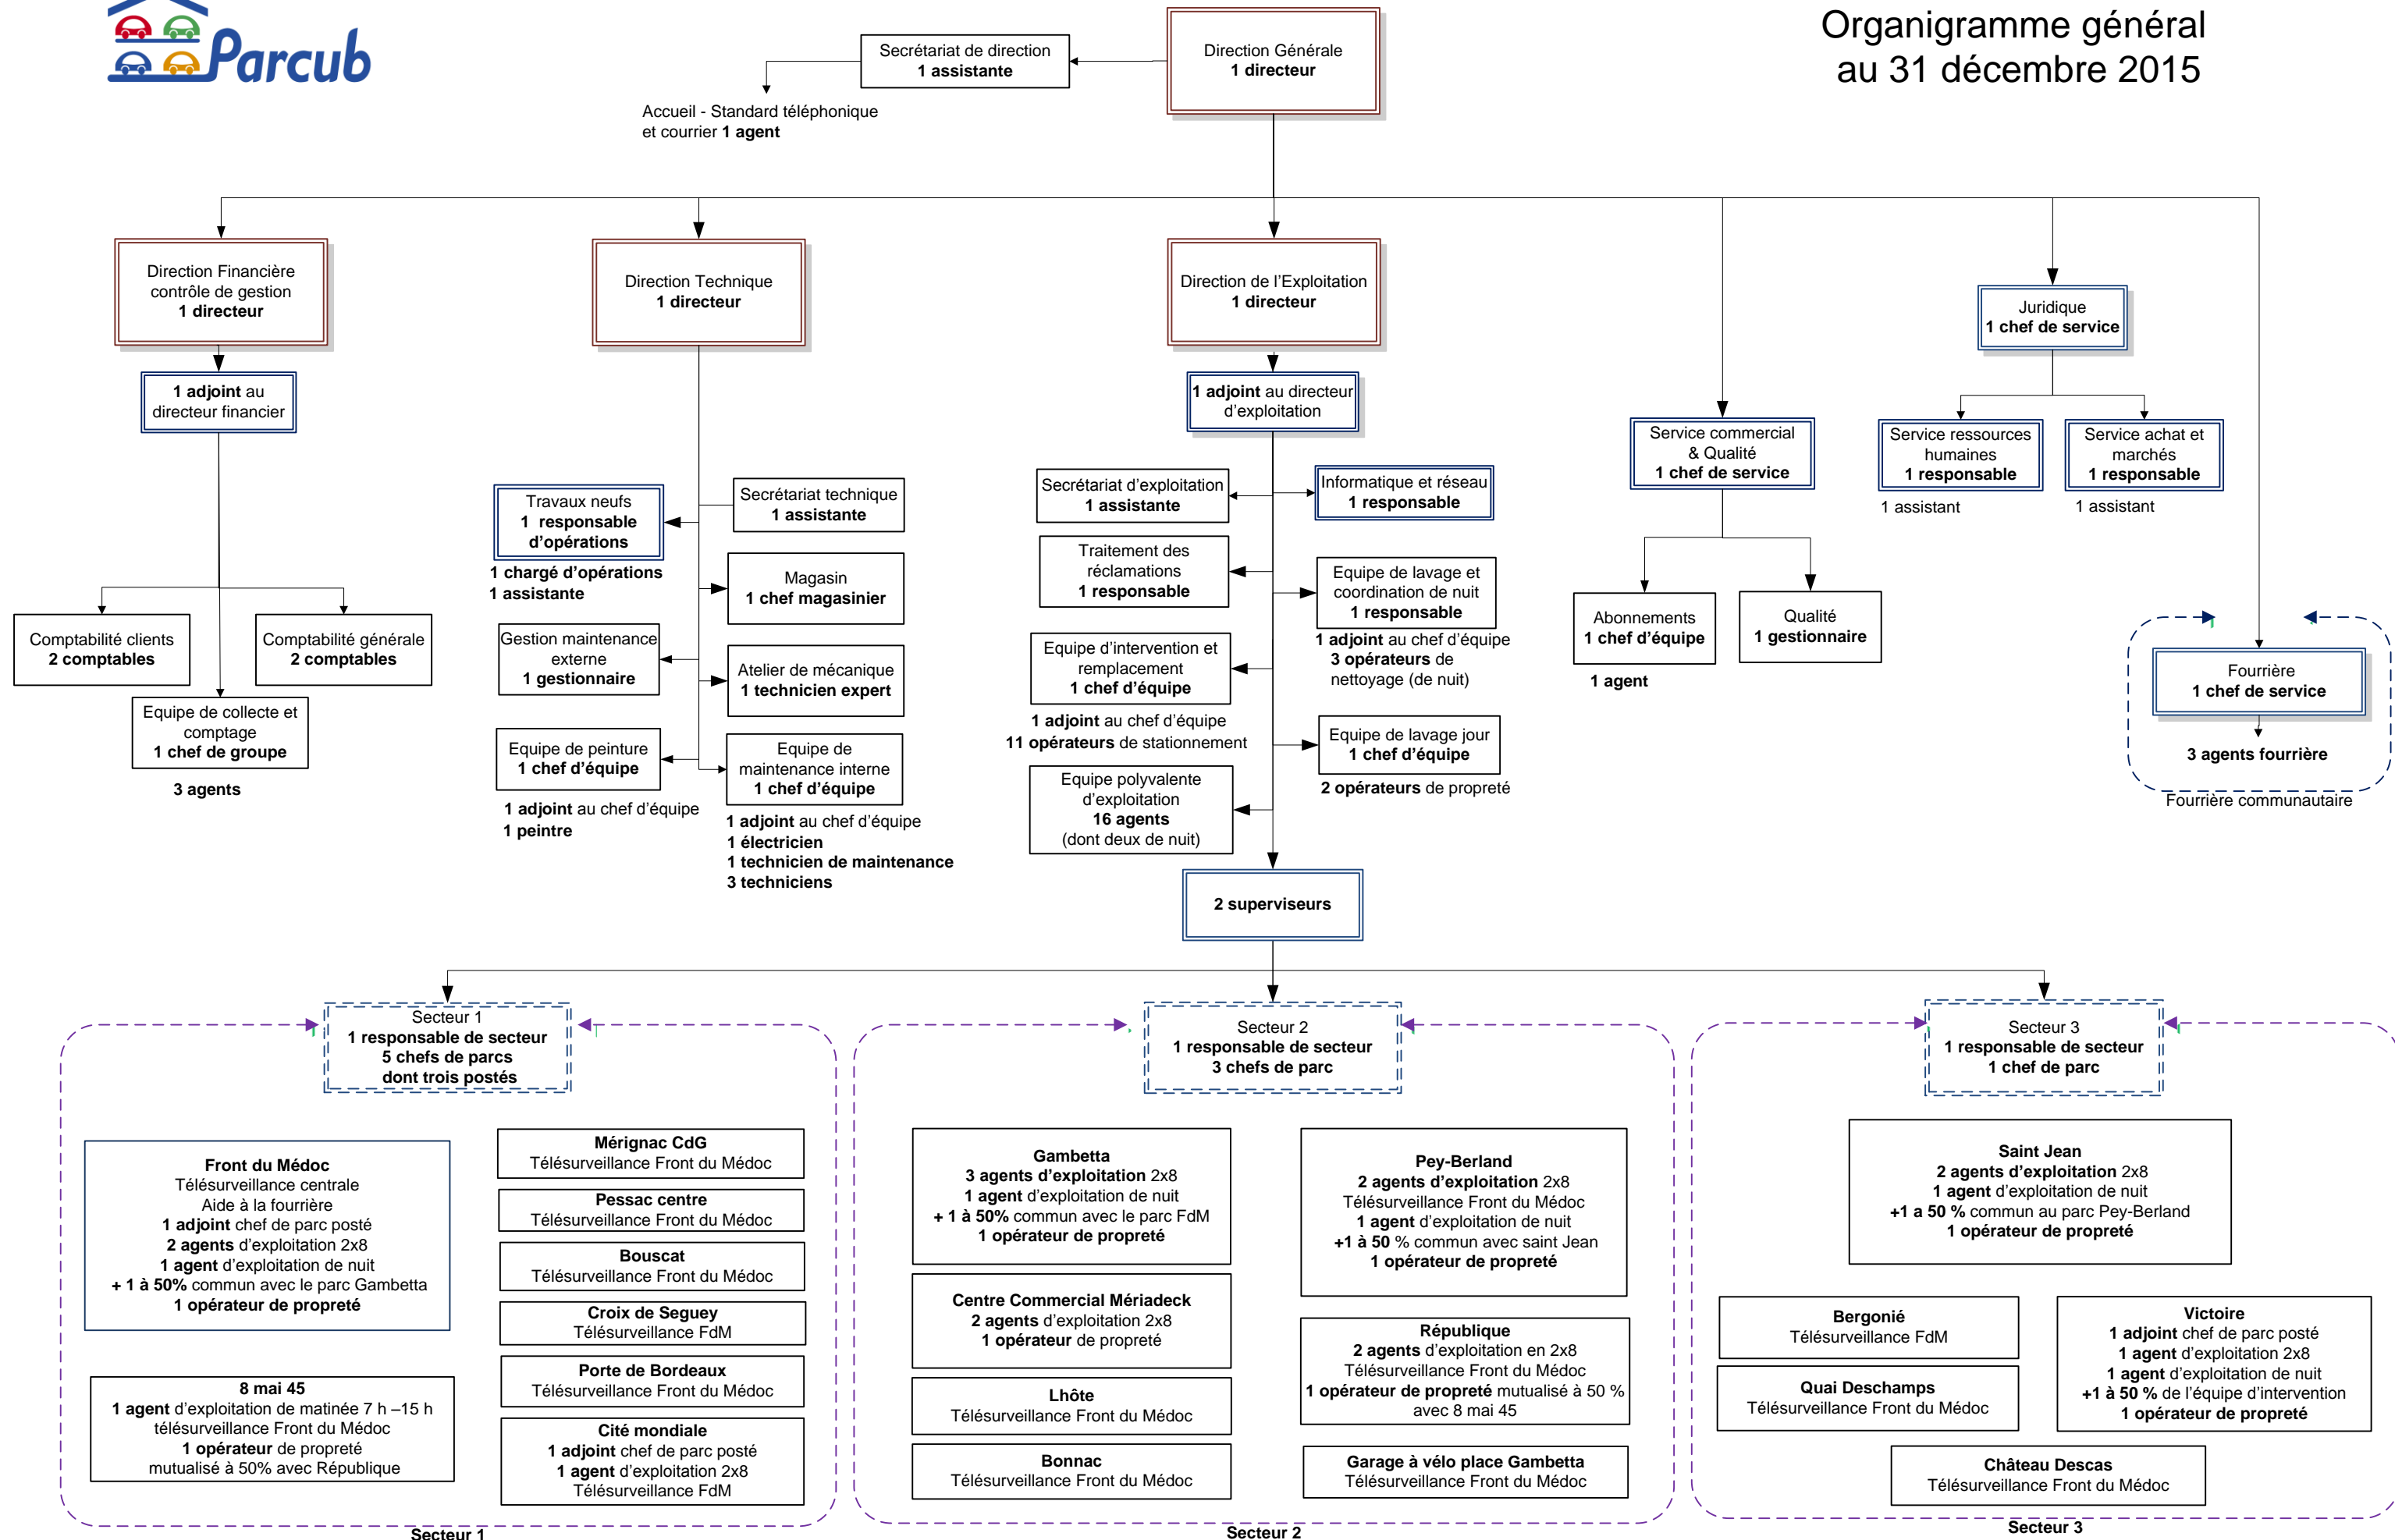 Parcub
Organigramme général
au 31 décembre 2015
Direction Générale
1 directeur
Secrétariat de direction
1 assistante
Accueil - Standard téléphonique
et courrier 1 agent
Direction Financière
contrôle de gestion
1 directeur
Direction Technique
1 directeur
Direction de l'Exploitation
1 directeur
Juridique
1 chef de service
1 adjoint au
directeur financier
1 adjoint au directeur
d'exploitation
Service commercial
& Qualité
1 chef de service
Service ressources
humaines
1 responsable
1 assistant
Service achat et
marchés
1 responsable
1 assistant
Comptabilité clients
2 comptables
Comptabilité générale
2 comptables
Equipe de collecte et
comptage
1 chef de groupe
3 agents
Travaux neufs
1 responsable
d'opérations
1 chargé d'opérations
1 assistante
Secrétariat technique
1 assistante
Magasin
1 chef magasinier
Gestion maintenance
externe
1 gestionnaire
Atelier de mécanique
1 technicien expert
Equipe de peinture
1 chef d'équipe
1 adjoint au chef d'équipe
1 peintre
Equipe de
maintenance interne
1 chef d'équipe
1 adjoint au chef d'équipe
1 électricien
1 technicien de maintenance
3 techniciens
Secrétariat d'exploitation
1 assistante
Informatique et réseau
1 responsable
Traitement des
réclamations
1 responsable
Equipe de lavage et
coordination de nuit
1 responsable
1 adjoint au chef d'équipe
3 opérateurs de
nettoyage (de nuit)
Equipe d'intervention et
remplacement
1 chef d'équipe
1 adjoint au chef d'équipe
11 opérateurs de stationnement
Equipe de lavage jour
1 chef d'équipe
2 opérateurs de propreté
Equipe polyvalente
d'exploitation
16 agents
(dont deux de nuit)
Abonnements
1 chef d'équipe
1 agent
Qualité
1 gestionnaire
Fourrière
1 chef de service
3 agents fourrière
Fourrière communautaire
2 superviseurs
Secteur 1
1 responsable de secteur
5 chefs de parcs
dont trois postés
Secteur 2
1 responsable de secteur
3 chefs de parc
Secteur 3
1 responsable de secteur
1 chef de parc
Front du Médoc
Télésurveillance centrale
Aide à la fourrière
1 adjoint chef de parc posté
2 agents d'exploitation 2x8
1 agent d'exploitation de nuit
+ 1 à 50% commun avec le parc Gambetta
1 opérateur de propreté
8 mai 45
1 agent d'exploitation de matinée 7 h –15 h
télésurveillance Front du Médoc
1 opérateur de propreté
mutualisé à 50% avec République
Mérignac CdG
Télésurveillance Front du Médoc
Pessac centre
Télésurveillance Front du Médoc
Bouscat
Télésurveillance Front du Médoc
Croix de Seguey
Télésurveillance FdM
Porte de Bordeaux
Télésurveillance Front du Médoc
Cité mondiale
1 adjoint chef de parc posté
1 agent d'exploitation 2x8
Télésurveillance FdM
Secteur 1
Gambetta
3 agents d'exploitation 2x8
1 agent d'exploitation de nuit
+ 1 à 50% commun avec le parc FdM
1 opérateur de propreté
Centre Commercial Mériadeck
2 agents d'exploitation 2x8
1 opérateur de propreté
Lhôte
Télésurveillance Front du Médoc
Bonnac
Télésurveillance Front du Médoc
Pey-Berland
2 agents d'exploitation 2x8
Télésurveillance Front du Médoc
1 agent d'exploitation de nuit
+1 à 50 % commun avec saint Jean
1 opérateur de propreté
République
2 agents d'exploitation en 2x8
Télésurveillance Front du Médoc
1 opérateur de propreté mutualisé à 50 %
avec 8 mai 45
Garage à vélo place Gambetta
Télésurveillance Front du Médoc
Secteur 2
Saint Jean
2 agents d'exploitation 2x8
1 agent d'exploitation de nuit
+1 a 50 % commun au parc Pey-Berland
1 opérateur de propreté
Bergonié
Télésurveillance FdM
Quai Deschamps
Télésurveillance Front du Médoc
Victoire
1 adjoint chef de parc posté
1 agent d'exploitation 2x8
1 agent d'exploitation de nuit
+1 à 50 % de l'équipe d'intervention
1 opérateur de propreté
Château Descas
Télésurveillance Front du Médoc
Secteur 3